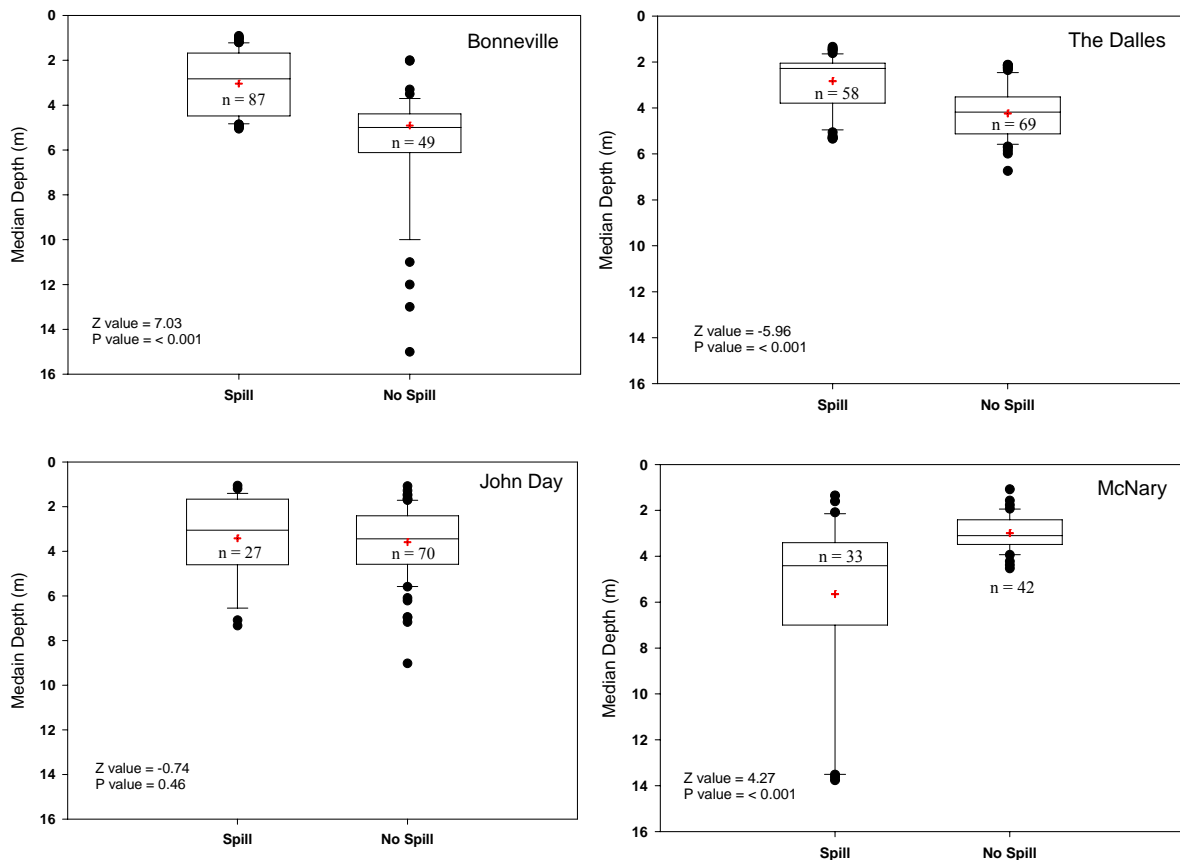 Bonneville
Median Depth (m)
0
2
4
6
8
10
12
14
16
n = 87
n = 49
Z value = 7.03
P value = < 0.001
Spill
No Spill
The Dalles
Median Depth (m)
0
2
4
6
8
10
12
14
16
n = 58
n = 69
Z value = -5.96
P value = < 0.001
Spill
No Spill
John Day
Medain Depth (m)
0
2
4
6
8
10
12
14
16
n = 27
n = 70
Z value = -0.74
P value = 0.46
Spill
No Spill
McNary
Median Depth (m)
0
2
4
6
8
10
12
14
16
n = 33
n = 42
Z value = 4.27
P value = < 0.001
Spill
No Spill